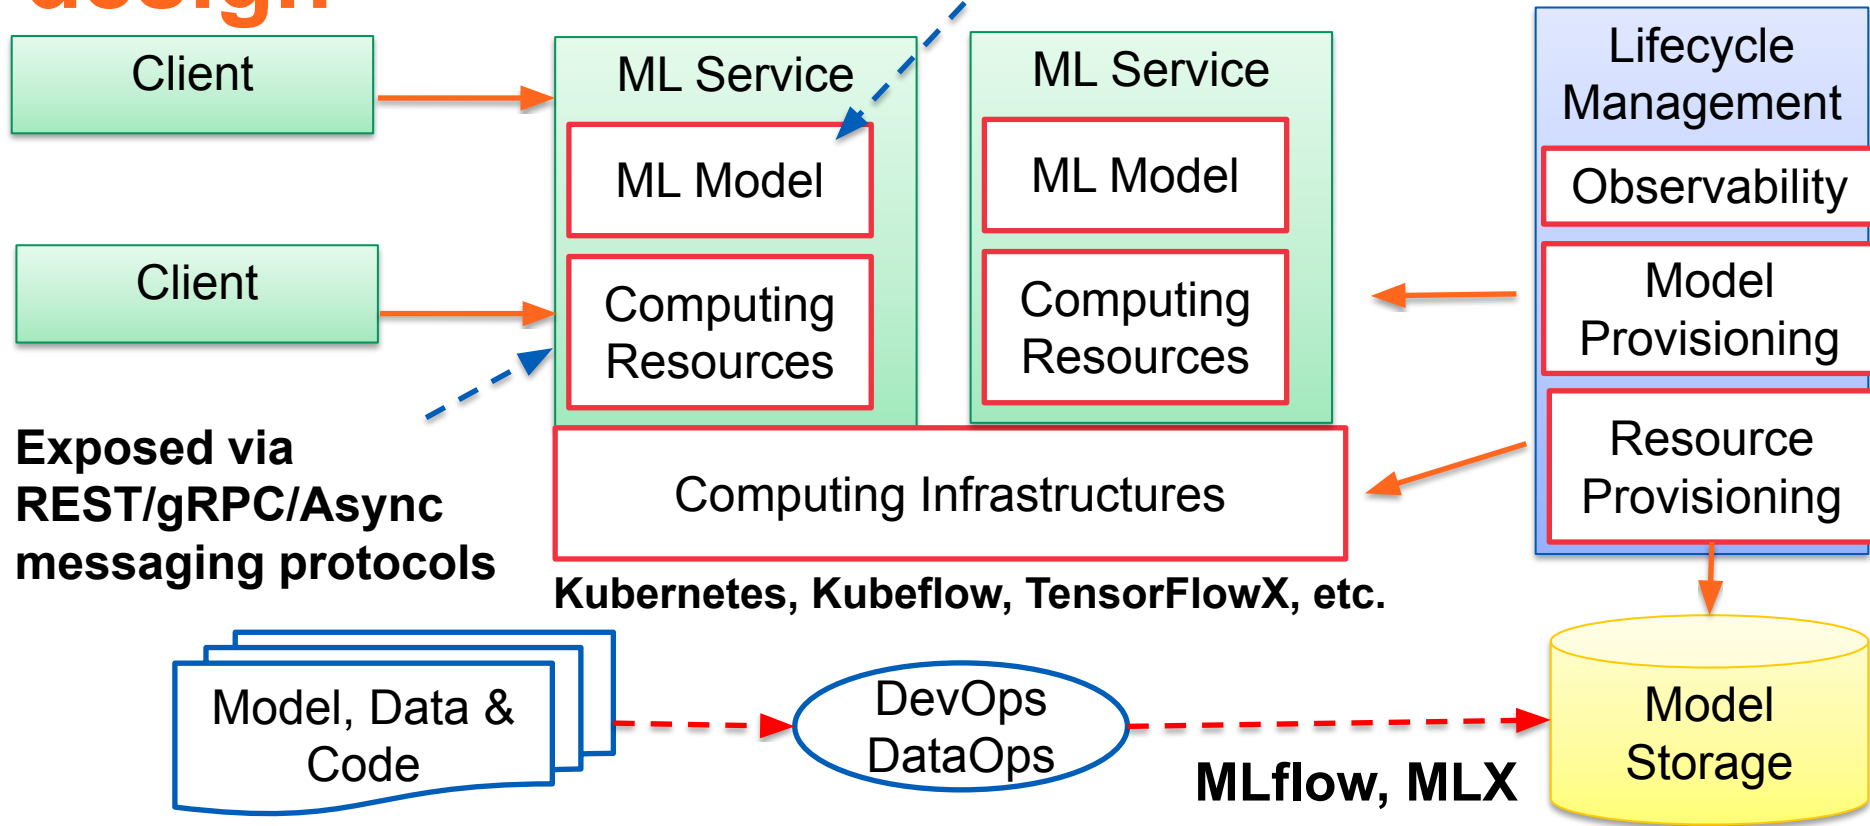 design
Client
ML Service
ML Service
Lifecycle
Management
ML Model
ML Model
Observability
Client
Computing
Resources
Computing
Resources
Model
Provisioning
Exposed via
REST/gRPC/Async
messaging protocols
Computing Infrastructures
Resource
Provisioning
Kubernetes, Kubeflow, TensorFlowX, etc.
Model, Data &
Code
DevOps
DataOps
MLflow, MLX
Model
Storage